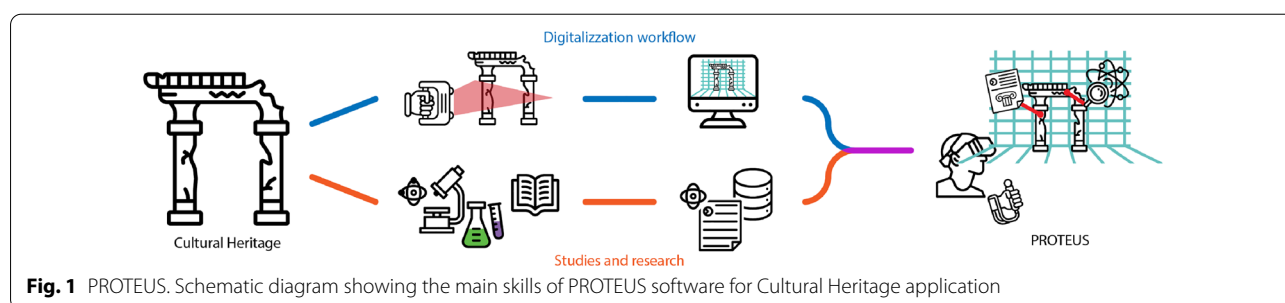 Digitalizzation workflow
Cultural Heritage
Studies and research
PROTEUS
Fig. 1 PROTEUS. Schematic diagram showing the main skills of PROTEUS software for Cultural Heritage application